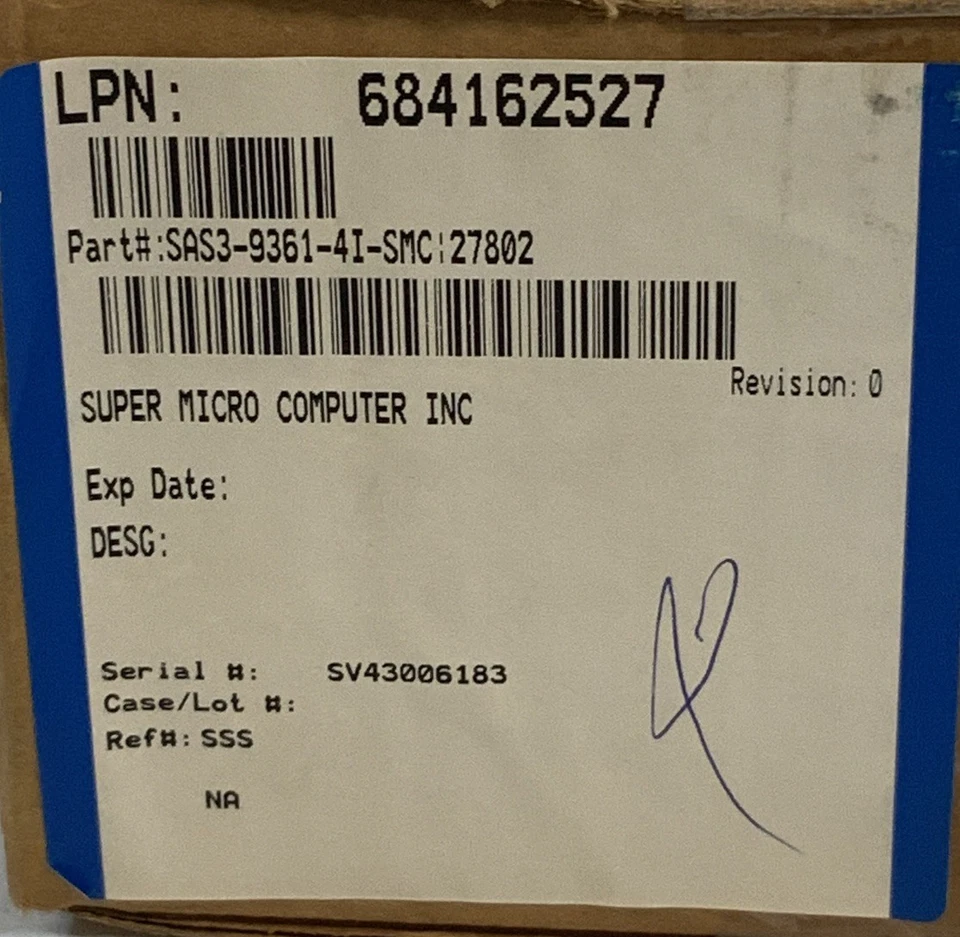 LPN: 684162527
Part#:SAS3-9361-4I-SMC|27802
Revision: 0
SUPER MICRO COMPUTER INC
Exp Date:
DESG:
Serial #: SV43006183
Case/Lot #:
Ref#: SSS
NA